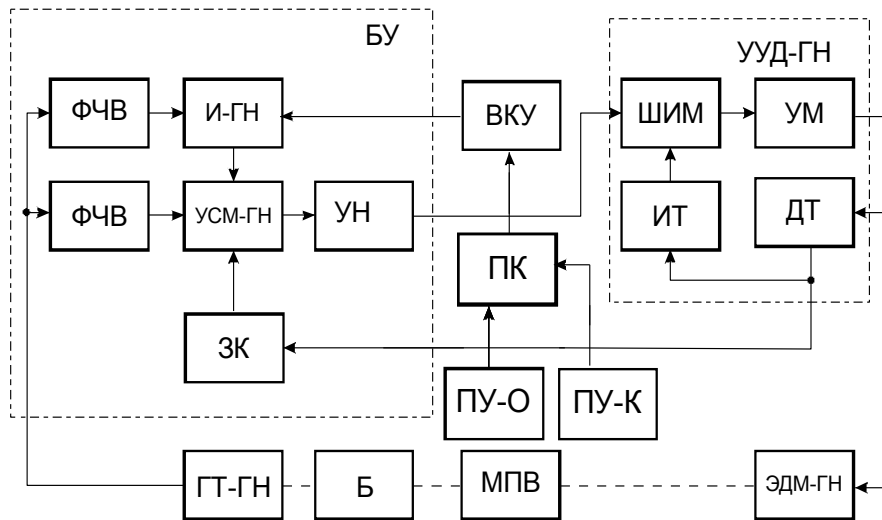 БУ
УУД-ГН
ФЧВ
И-ГН
ВКУ
ШИМ
УМ
ФЧВ
УСМ-ГН
УН
ИТ
ДТ
ПК
ЗК
ПУ-О
ПУ-К
ГТ-ГН
Б
МПВ
ЭДМ-ГН